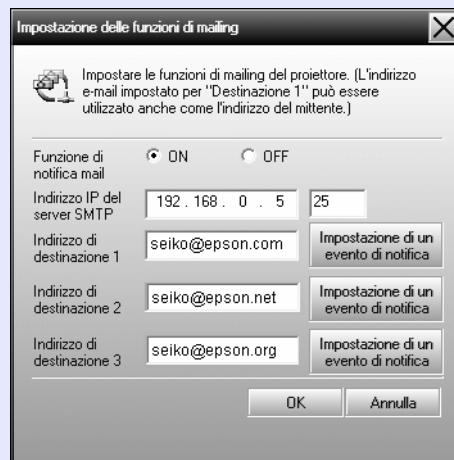 Impostazione delle funzioni di mailing
Impostare le funzioni di mailing del proiettore. (L'indirizzo
e-mail impostato per "Destinazione 1" può essere
utilizzato anche come l'indirizzo del mittente.)
Funzione di
notifica mail
ON
OFF
Indirizzo IP del
server SMTP
192 . 168 . 0 . 5
25
Indirizzo di
destinazione 1
seiko@epson.com
Impostazione di un
evento di notifica
Indirizzo di
destinazione 2
seiko@epson.net
Impostazione di un
evento di notifica
Indirizzo di
destinazione 3
seiko@epson.org
Impostazione di un
evento di notifica
OK
Annulla